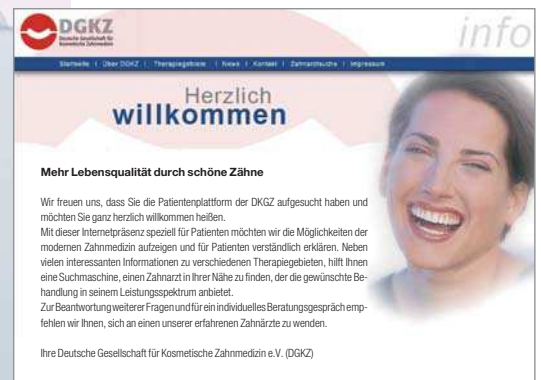 DGKZ
Deutsche Gesellschaft für
Kosmetische Zahnmedizin
info
Startseite | Über DGKZ | Therapiegebiete | News | Kontakt | Zahnarztsuche | Impressum
Herzlich
willkommen
Mehr Lebensqualität durch schöne Zähne
Wir freuen uns, dass Sie die Patientenplattform der DKGZ aufgesucht haben und
möchten Sie ganz herzlich willkommen heißen.
Mit dieser Internetpräsenz speziell für Patienten möchten wir die Möglichkeiten der
modernen Zahnmedizin aufzeigen und für Patienten verständlich erklären. Neben
vielen interessanten Informationen zu verschiedenen Therapiegebieten, hilft Ihnen
eine Suchmaschine, einen Zahnarzt in Ihrer Nähe zu finden, der die gewünschte Be-
handlung in seinem Leistungsspektrum anbietet.
Zur Beantwortung weiterer Fragen und für ein individuelles Beratungsgespräch emp-
fehlen wir Ihnen, sich an einen unserer erfahrenen Zahnärzte zu wenden.
Ihre Deutsche Gesellschaft für Kosmetische Zahnmedizin e.V. (DGKZ)